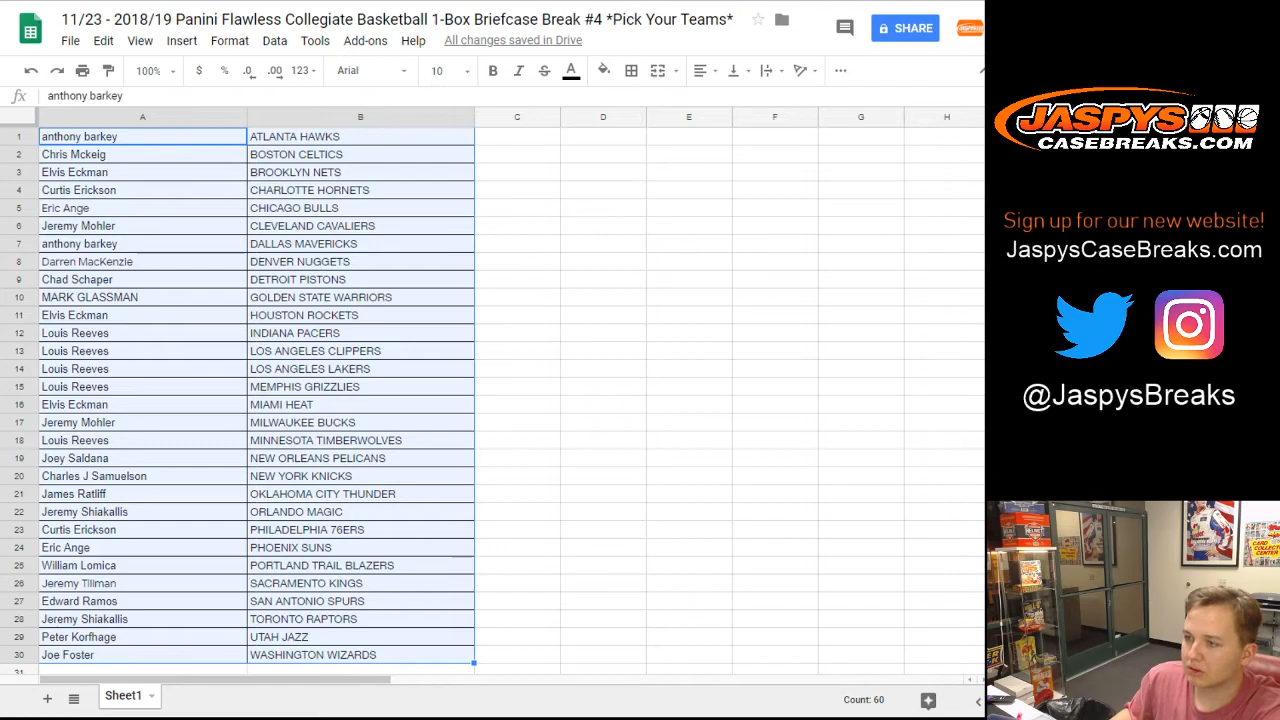 11/23 - 2018/19 Panini Flawless Collegiate Basketball 1-Box Briefcase Break #4 *Pick Your Teams*
File Edit View Insert Format Data Tools Add-ons Help All changes saved in Drive
SHARE
100% $ % .0 .00 123 Arial 10 B I S A
fx anthony barkey
A B C D E F G H
1 anthony barkey ATLANTA HAWKS
2 Chris Mckeig BOSTON CELTICS
3 Elvis Eckman BROOKLYN NETS
4 Curtis Erickson CHARLOTTE HORNETS
5 Eric Ange CHICAGO BULLS
6 Jeremy Mohler CLEVELAND CAVALIERS
7 anthony barkey DALLAS MAVERICKS
8 Darren MacKenzie DENVER NUGGETS
9 Chad Schaper DETROIT PISTONS
10 MARK GLASSMAN GOLDEN STATE WARRIORS
11 Elvis Eckman HOUSTON ROCKETS
12 Louis Reeves INDIANA PACERS
13 Louis Reeves LOS ANGELES CLIPPERS
14 Louis Reeves LOS ANGELES LAKERS
15 Louis Reeves MEMPHIS GRIZZLIES
16 Elvis Eckman MIAMI HEAT
17 Jeremy Mohler MILWAUKEE BUCKS
18 Louis Reeves MINNESOTA TIMBERWOLVES
19 Joey Saldana NEW ORLEANS PELICANS
20 Charles J Samuelson NEW YORK KNICKS
21 James Ratliff OKLAHOMA CITY THUNDER
22 Jeremy Shiakallis ORLANDO MAGIC
23 Curtis Erickson PHILADELPHIA 76ERS
24 Eric Ange PHOENIX SUNS
25 William Lomica PORTLAND TRAIL BLAZERS
26 Jeremy Tillman SACRAMENTO KINGS
27 Edward Ramos SAN ANTONIO SPURS
28 Jeremy Shiakallis TORONTO RAPTORS
29 Peter Korfhage UTAH JAZZ
30 Joe Foster WASHINGTON WIZARDS
Sheet1
Count: 60
JASPYS
CASEBREAKS.COM
Sign up for our new website!
JaspysCaseBreaks.com
@JaspysBreaks